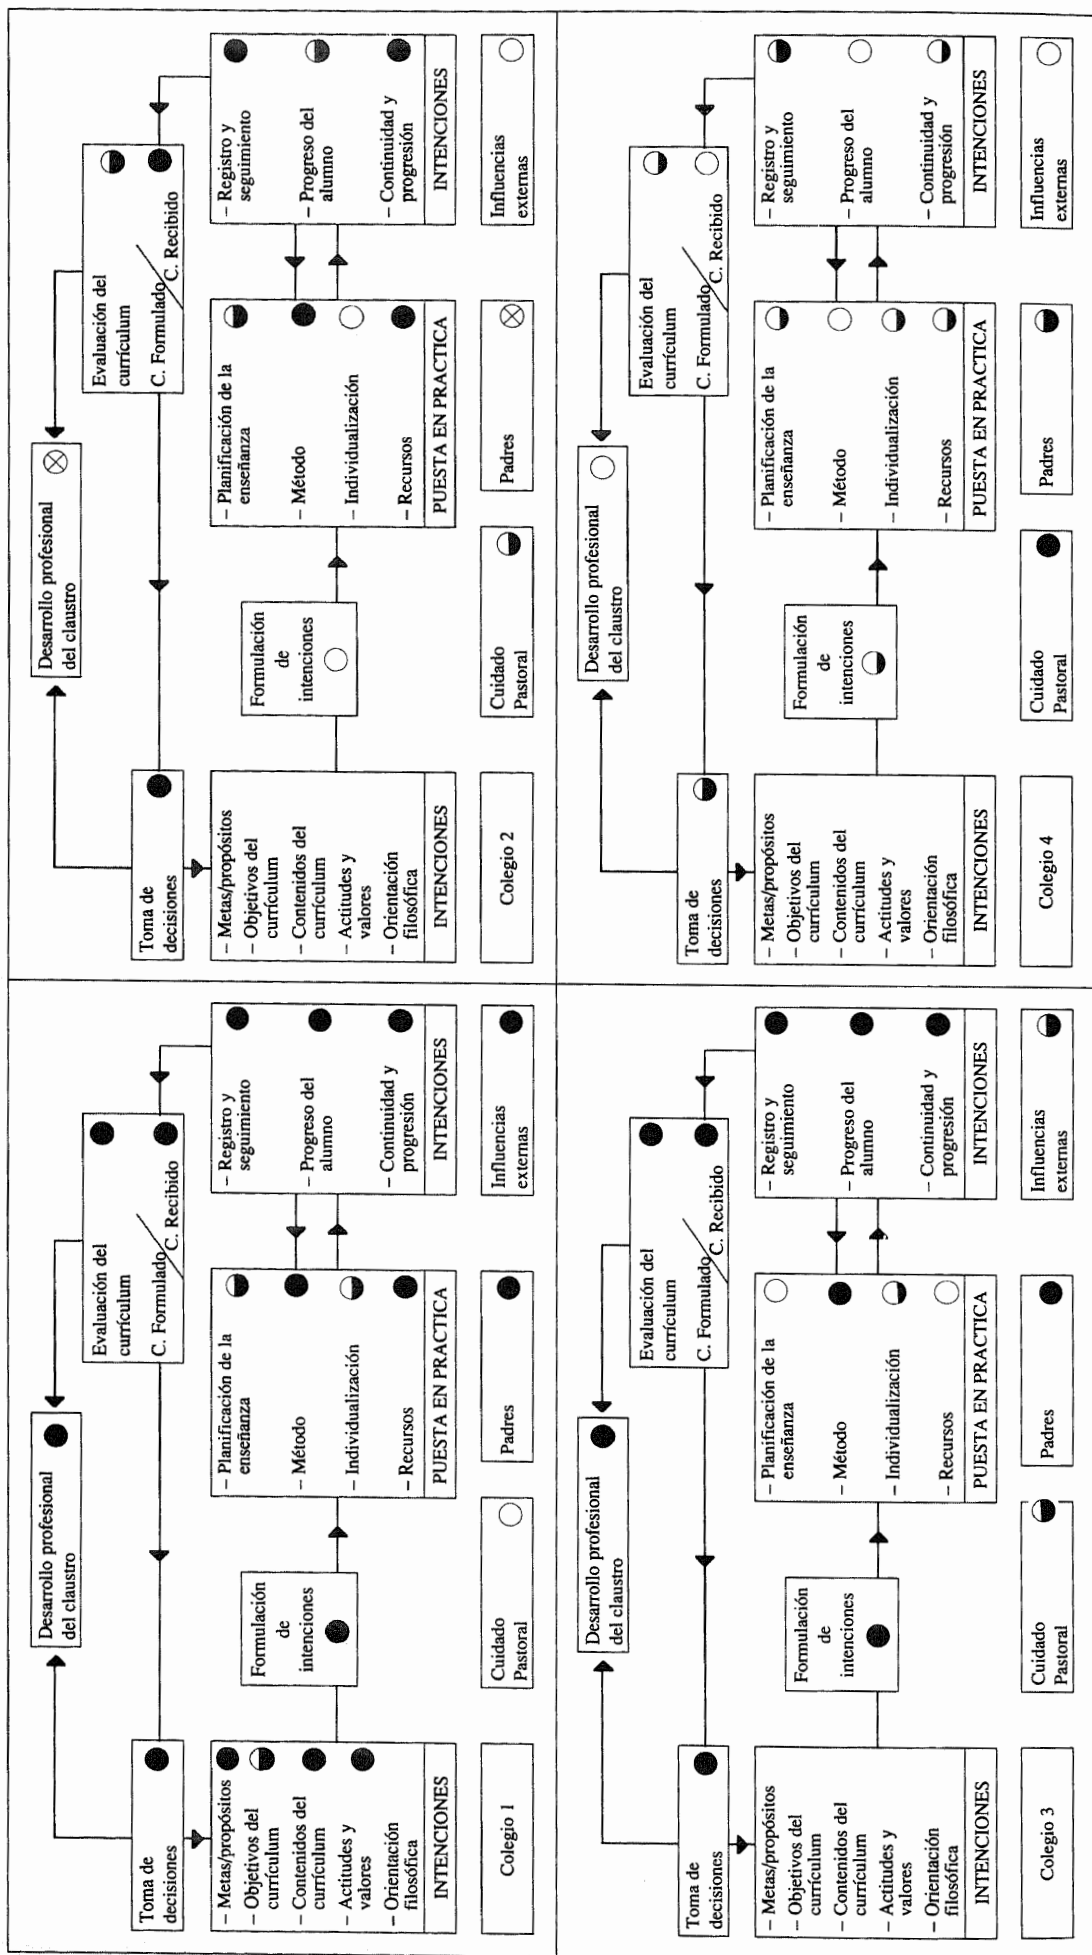 Desarrollo profesional
del claustro
Toma de
decisiones
Evaluación del
currículum
C. Formulado
C. Recibido
– Metas/propósitos
– Objetivos del
currículum
– Contenidos del
currículum
– Actitudes y
valores
– Orientación
filosófica
INTENCIONES
Formulación
de
intenciones
– Planificación de la
enseñanza
– Método
– Individualización
– Recursos
PUESTA EN PRACTICA
– Registro y
seguimiento
– Progreso del
alumno
– Continuidad y
progresión
INTENCIONES
Colegio 1
Cuidado
Pastoral
Padres
Influencias
externas
Desarrollo profesional
del claustro
Toma de
decisiones
Evaluación del
currículum
C. Formulado
C. Recibido
– Metas/propósitos
– Objetivos del
currículum
– Contenidos del
currículum
– Actitudes y
valores
– Orientación
filosófica
INTENCIONES
Formulación
de
intenciones
– Planificación de la
enseñanza
– Método
– Individualización
– Recursos
PUESTA EN PRACTICA
– Registro y
seguimiento
– Progreso del
alumno
– Continuidad y
progresión
INTENCIONES
Colegio 2
Cuidado
Pastoral
Padres
Influencias
externas
Desarrollo profesional
del claustro
Toma de
decisiones
Evaluación del
currículum
C. Formulado
C. Recibido
– Metas/propósitos
– Objetivos del
currículum
– Contenidos del
currículum
– Actitudes y
valores
– Orientación
filosófica
INTENCIONES
Formulación
de
intenciones
– Planificación de la
enseñanza
– Método
– Individualización
– Recursos
PUESTA EN PRACTICA
– Registro y
seguimiento
– Progreso del
alumno
– Continuidad y
progresión
INTENCIONES
Colegio 3
Cuidado
Pastoral
Padres
Influencias
externas
Desarrollo profesional
del claustro
Toma de
decisiones
Evaluación del
currículum
C. Formulado
C. Recibido
– Metas/propósitos
– Objetivos del
currículum
– Contenidos del
currículum
– Actitudes y
valores
– Orientación
filosófica
INTENCIONES
Formulación
de
intenciones
– Planificación de la
enseñanza
– Método
– Individualización
– Recursos
PUESTA EN PRACTICA
– Registro y
seguimiento
– Progreso del
alumno
– Continuidad y
progresión
INTENCIONES
Colegio 4
Cuidado
Pastoral
Padres
Influencias
externas